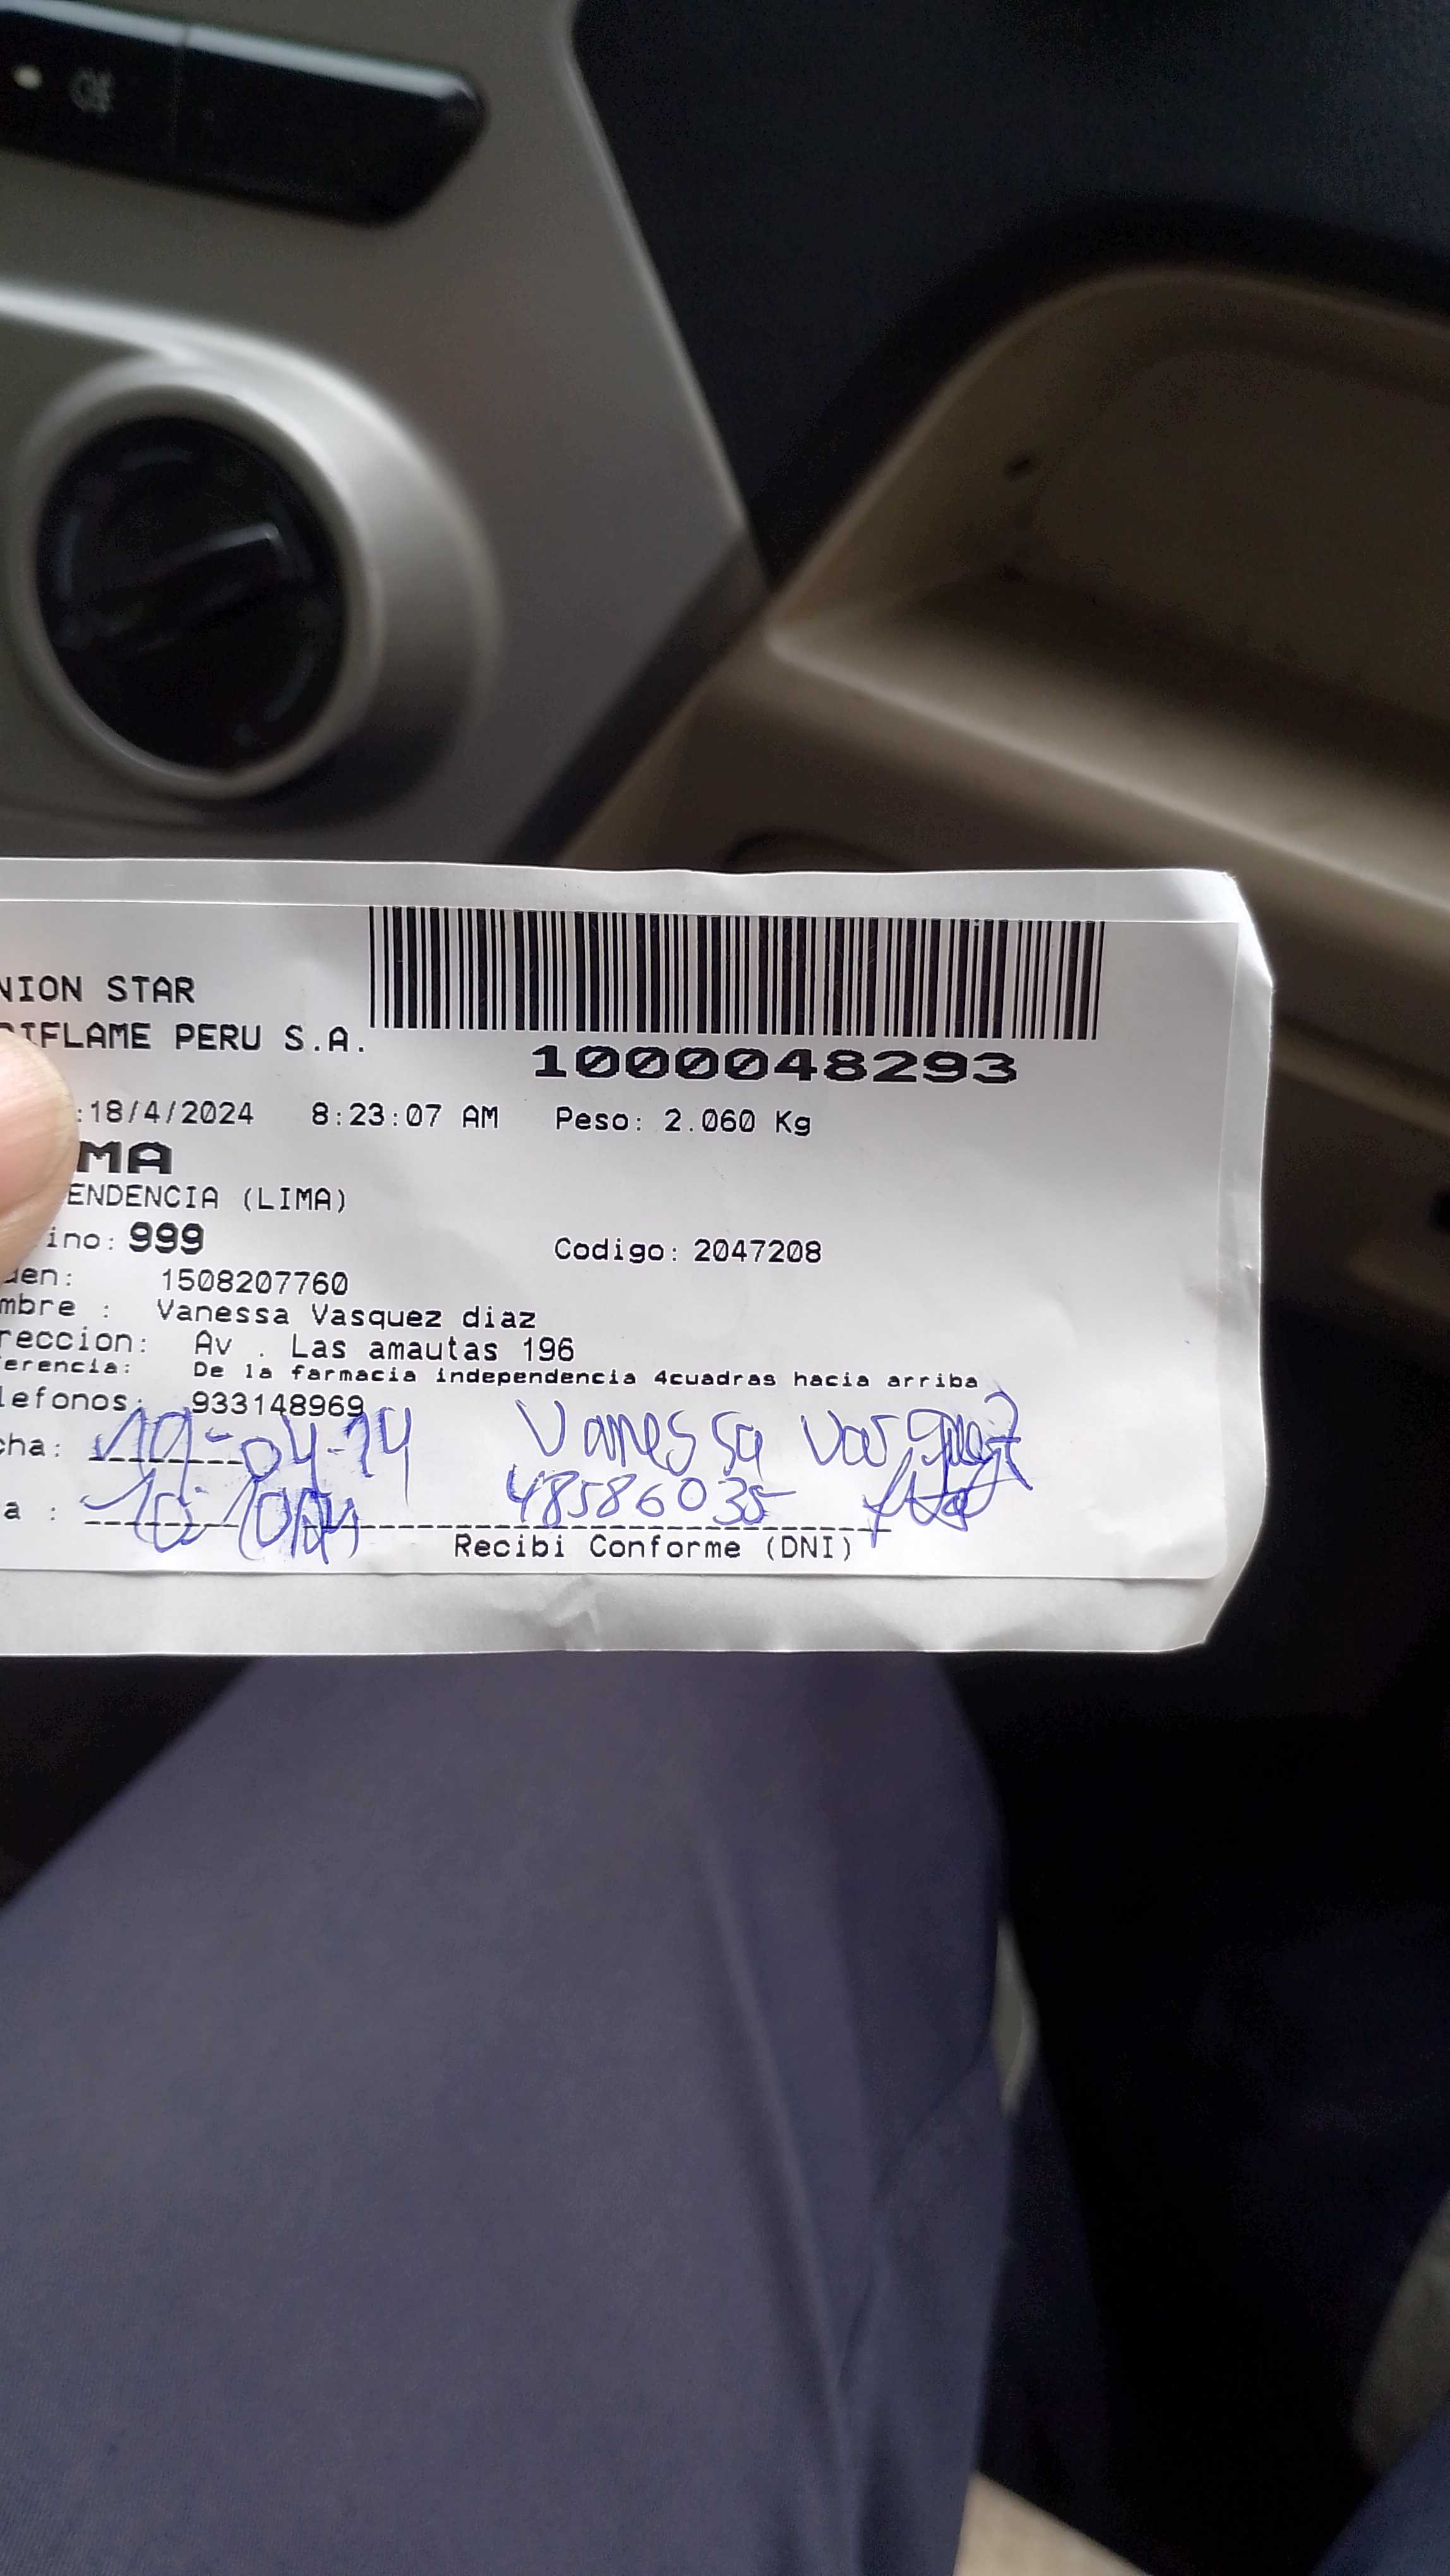 NION STAR
RIFLAME PERU S.A.
1000048293
:18/4/2024 8:23:07 AM Peso: 2.060 Kg
MA
ENDENCIA (LIMA)
ino: 999 Codigo: 2047208
den: 1508207760
mbre : Vanessa Vasquez diaz
reccion: Av . Las amautas 196
erencia: De la farmacia independencia 4cuadras hacia arriba
lefonos: 933148969
cha: 19-04-24 Vanessa Vasquez
a : 48586035
Recibi Conforme (DNI)